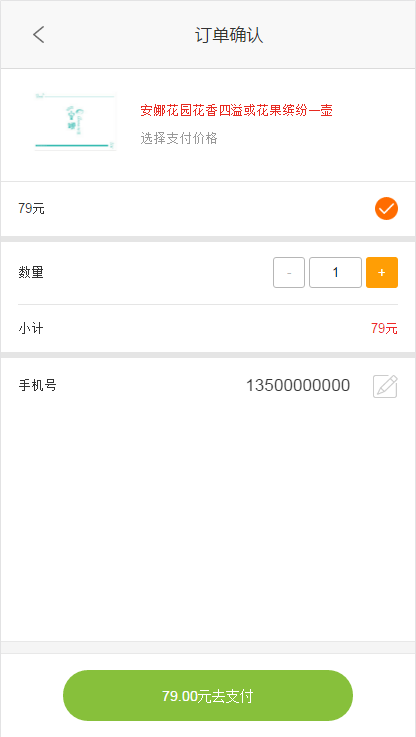 订单确认
安娜花园花香四溢或花果缤纷一壶
选择支付价格
79元
数量
- 1 +
小计 79元
手机号 13500000000
79.00元去支付